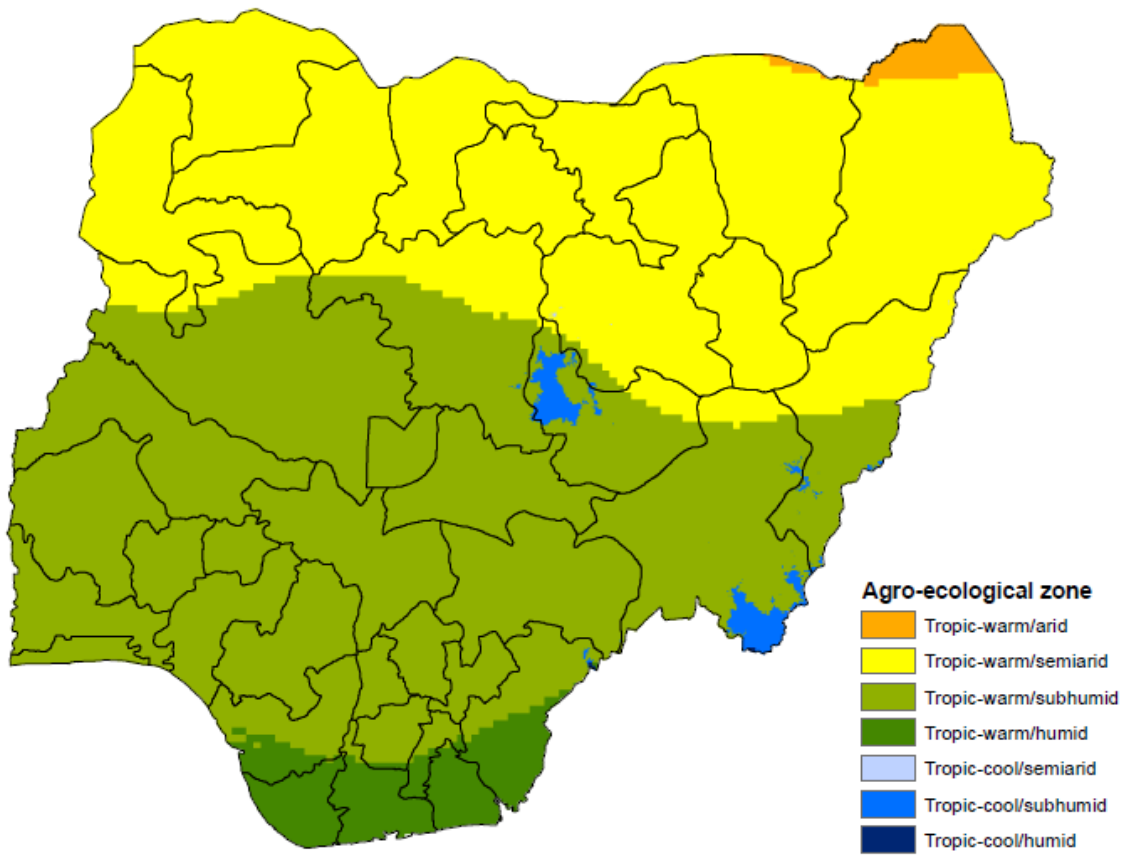 Agro-ecological zone
Tropic-warm/arid
Tropic-warm/semiarid
Tropic-warm/subhumid
Tropic-warm/humid
Tropic-cool/semiarid
Tropic-cool/subhumid
Tropic-cool/humid